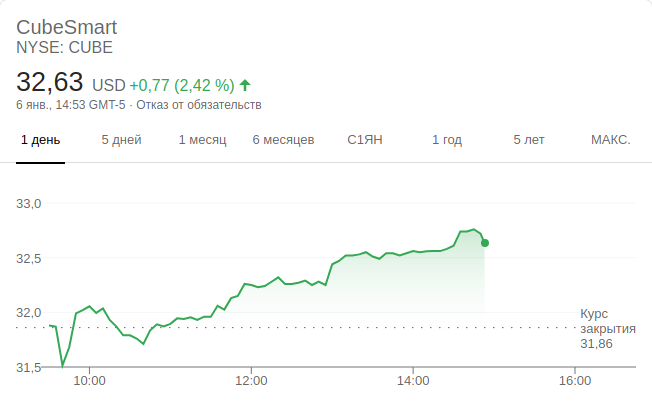 CubeSmart
NYSE: CUBE
32,63 USD +0,77 (2,42 %)
6 янв., 14:53 GMT-5 · Отказ от обязательств
1 день 5 дней 1 месяц 6 месяцев С1ЯН 1 год 5 лет МАКС.
33,0
32,5
32,0
Курс
закрытия
31,86
31,5
10:00 12:00 14:00 16:00